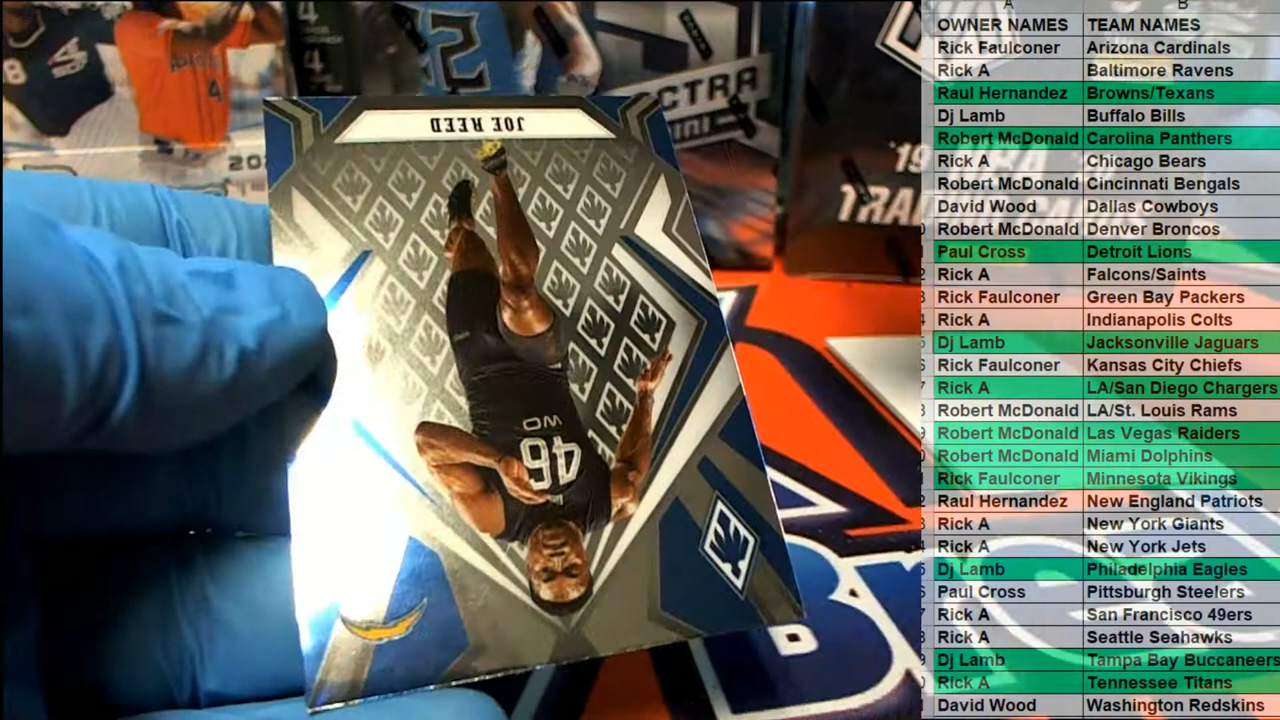 A B
OWNER NAMES TEAM NAMES
Rick Faulconer Arizona Cardinals
Rick A Baltimore Ravens
Raul Hernandez Browns/Texans
Dj Lamb Buffalo Bills
Robert McDonald Carolina Panthers
Rick A Chicago Bears
Robert McDonald Cincinnati Bengals
David Wood Dallas Cowboys
Robert McDonald Denver Broncos
Paul Cross Detroit Lions
Rick A Falcons/Saints
Rick Faulconer Green Bay Packers
Rick A Indianapolis Colts
Dj Lamb Jacksonville Jaguars
Rick Faulconer Kansas City Chiefs
Rick A LA/San Diego Chargers
Robert McDonald LA/St. Louis Rams
Robert McDonald Las Vegas Raiders
Robert McDonald Miami Dolphins
Rick Faulconer Minnesota Vikings
Raul Hernandez New England Patriots
Rick A New York Giants
Rick A New York Jets
Dj Lamb Philadelphia Eagles
Paul Cross Pittsburgh Steelers
Rick A San Francisco 49ers
Rick A Seattle Seahawks
Dj Lamb Tampa Bay Buccaneers
Rick A Tennessee Titans
David Wood Washington Redskins
JOE REED
WO
46
4
4
4